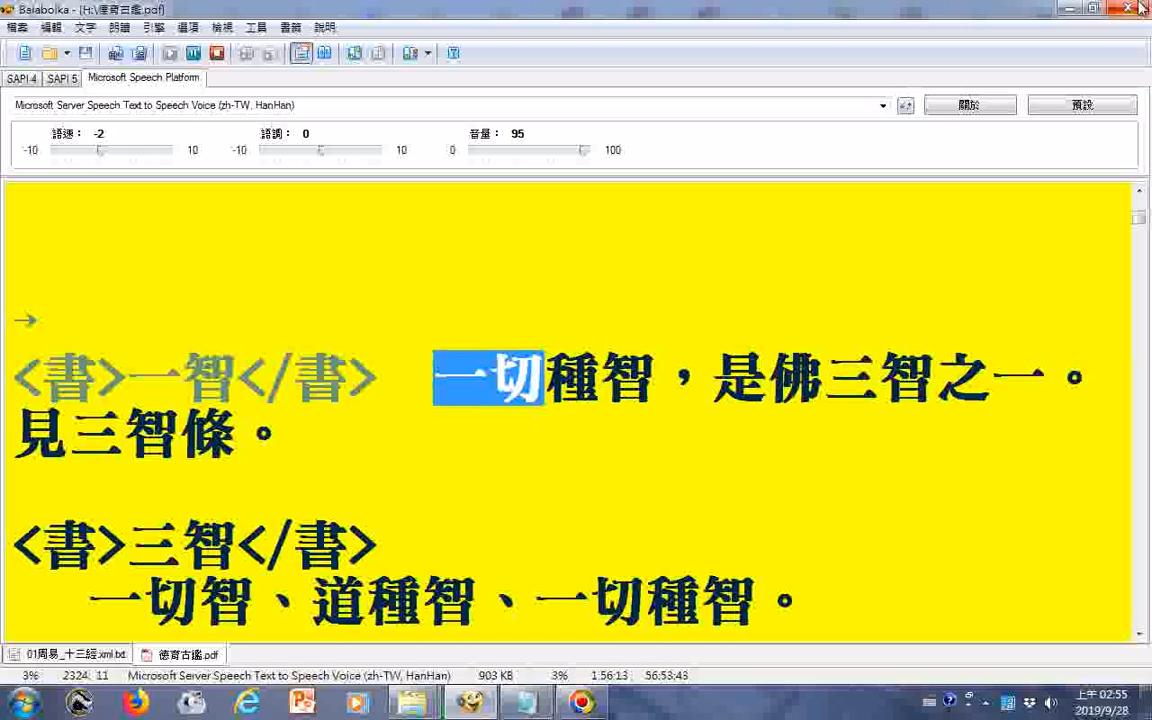 Balabolka - [H:\德育古鑑.pdf]
檔案 編輯 文字 朗讀 引擎 選項 檢視 工具 書籤 說明
SAPI 4 SAPI 5 Microsoft Speech Platform
Microsoft Server Speech Text to Speech Voice (zh-TW, HanHan) 關於 預設
語速： -2 語調： 0 音量： 95
-10 10 -10 10 0 100
→
<書>一智</書> 一切種智，是佛三智之一。
見三智條。
<書>三智</書>
一切智、道種智、一切種智。
01周易_十三經.xml.txt 德育古鑑.pdf
3% 2324 11 Microsoft Server Speech Text to Speech Voice (zh-TW, HanHan) 903 KB 3% 1:56:13 56:53:43
上午 02:55
2019/9/28